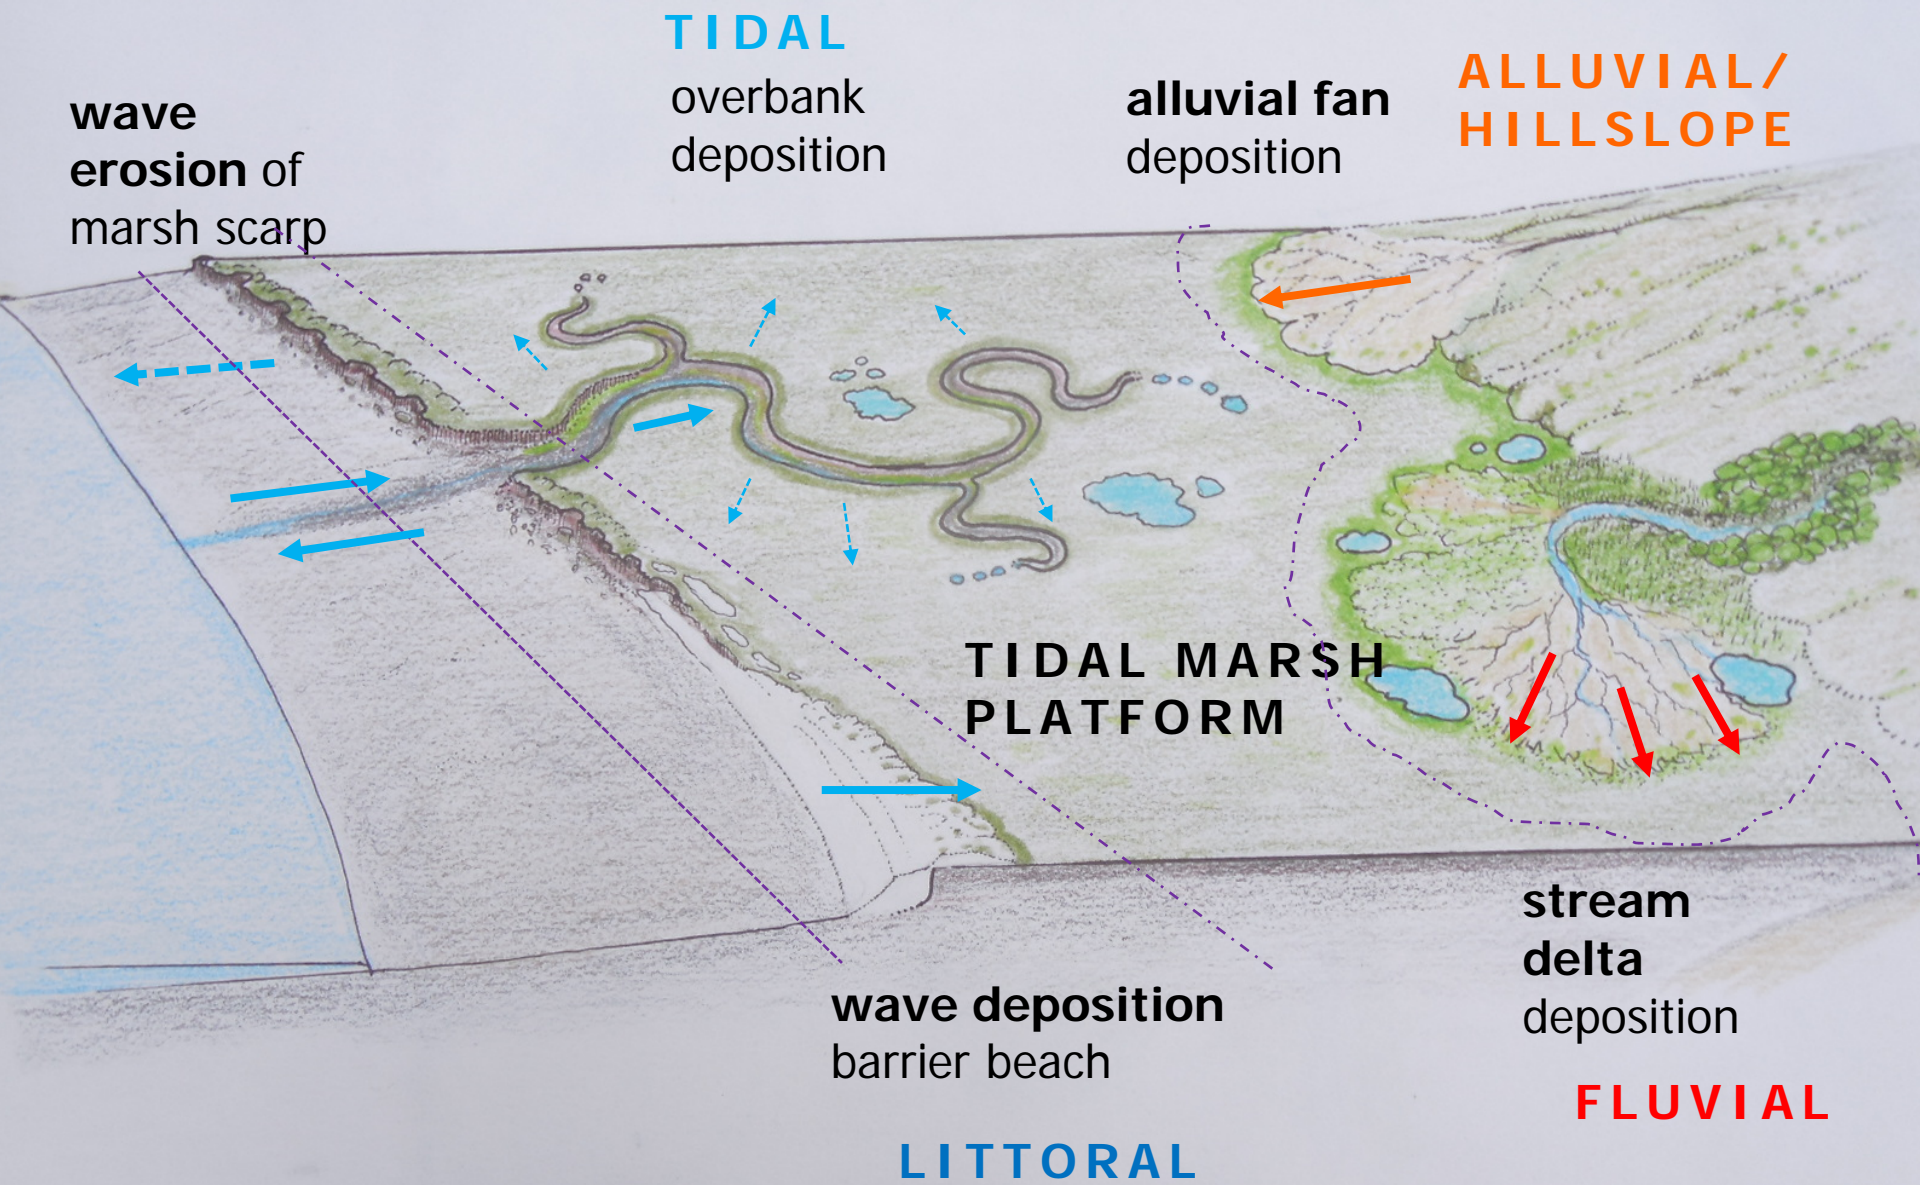 TIDAL
overbank
deposition
wave
erosion of
marsh scarp
alluvial fan
deposition
ALLUVIAL/
HILLSLOPE
TIDAL MARSH
PLATFORM
stream
delta
deposition
FLUVIAL
wave deposition
barrier beach
LITTORAL